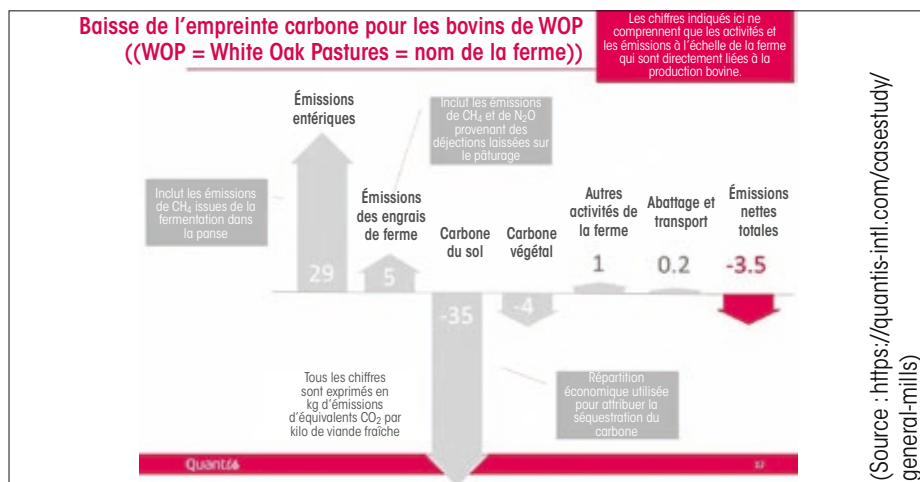 Baisse de l'empreinte carbone pour les bovins de WOP
((WOP = White Oak Pastures = nom de la ferme))
Les chiffres indiqués ici ne
comprennent que les activités et
les émissions à l'échelle de la ferme
qui sont directement liées à la
production bovine.
Émissions
entériques
Inclut les émissions
de CH₄ et de N₂O
provenant des
déjections laissées sur
le pâturage
Inclut les émissions
de CH₄ issues de la
fermentation dans
la panse
Émissions
des engrais
de ferme
Carbone
du sol
Carbone
végétal
Autres
activités de
la ferme
Abattage et
transport
Émissions
nettes
totales
29
5
-35
-4
1
0.2
-3.5
Tous les chiffres
sont exprimés en
kg d'émissions
d'équivalents CO₂ par
kilo de viande fraîche
Répartition
économique utilisée
pour attribuer la
séquestration du
carbone
(Source : https://quantis-intl.com/casestudy/
general-mills)